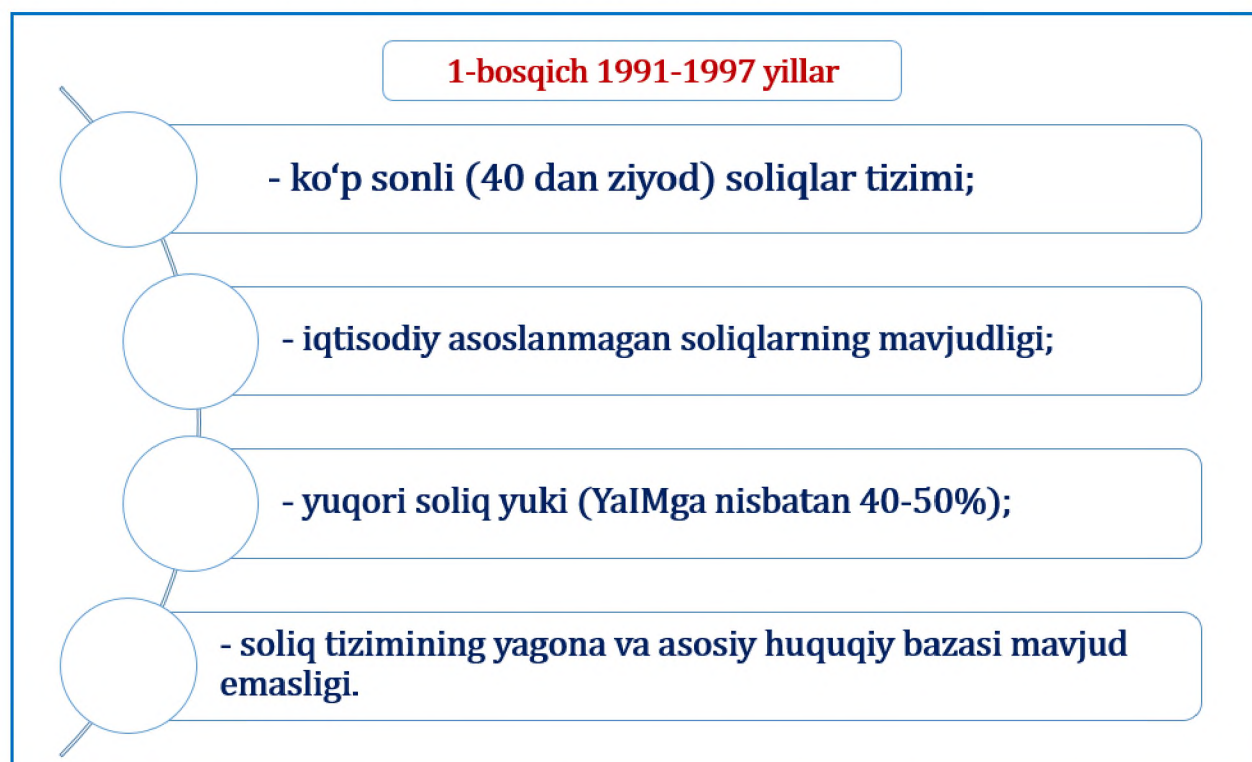 1-bosqich 1991-1997 yillar
- ko‘p sonli (40 dan ziyod) soliqlar tizimi;
- iqtisodiy asoslanmagan soliqlarning mavjudligi;
- yuqori soliq yuki (YaIMga nisbatan 40-50%);
- soliq tizimining yagona va asosiy huquqiy bazasi mavjud
emasligi.